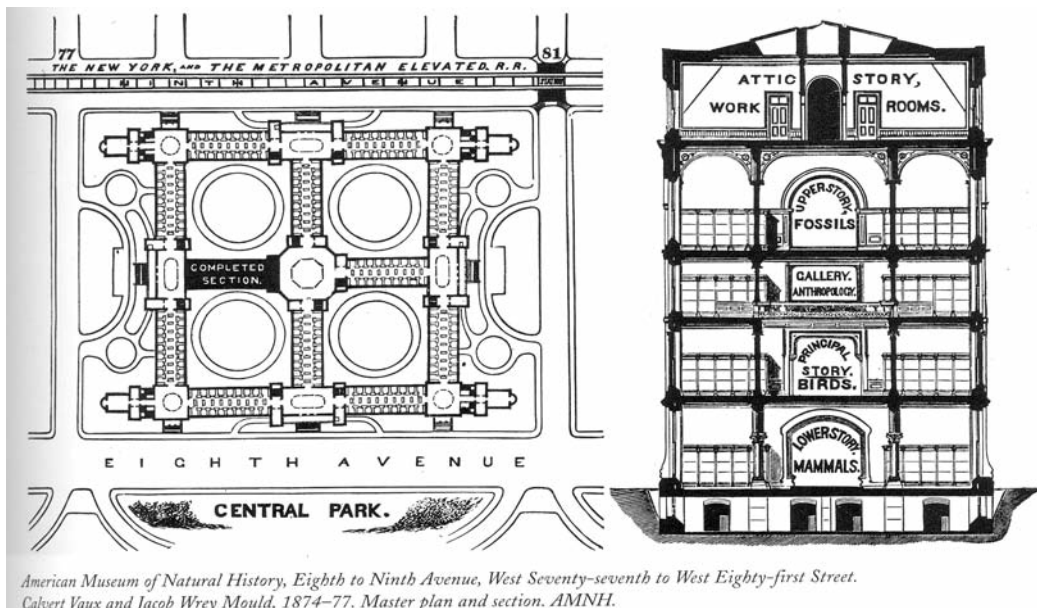 77
81
THE NEW YORK, AND THE METROPOLITAN ELEVATED. R.R.
NINTH AVENUE
COMPLETED
SECTION.
EIGHTH AVENUE
CENTRAL PARK.
ATTIC STORY,
WORK ROOMS.
UPPER STORY,
FOSSILS
GALLERY.
ANTHROPOLOGY.
PRINCIPAL
STORY.
BIRDS.
LOWER STORY.
MAMMALS.
American Museum of Natural History, Eighth to Ninth Avenue, West Seventy-seventh to West Eighty-first Street.
Calvert Vaux and Jacob Wrey Mould, 1874–77. Master plan and section. AMNH.